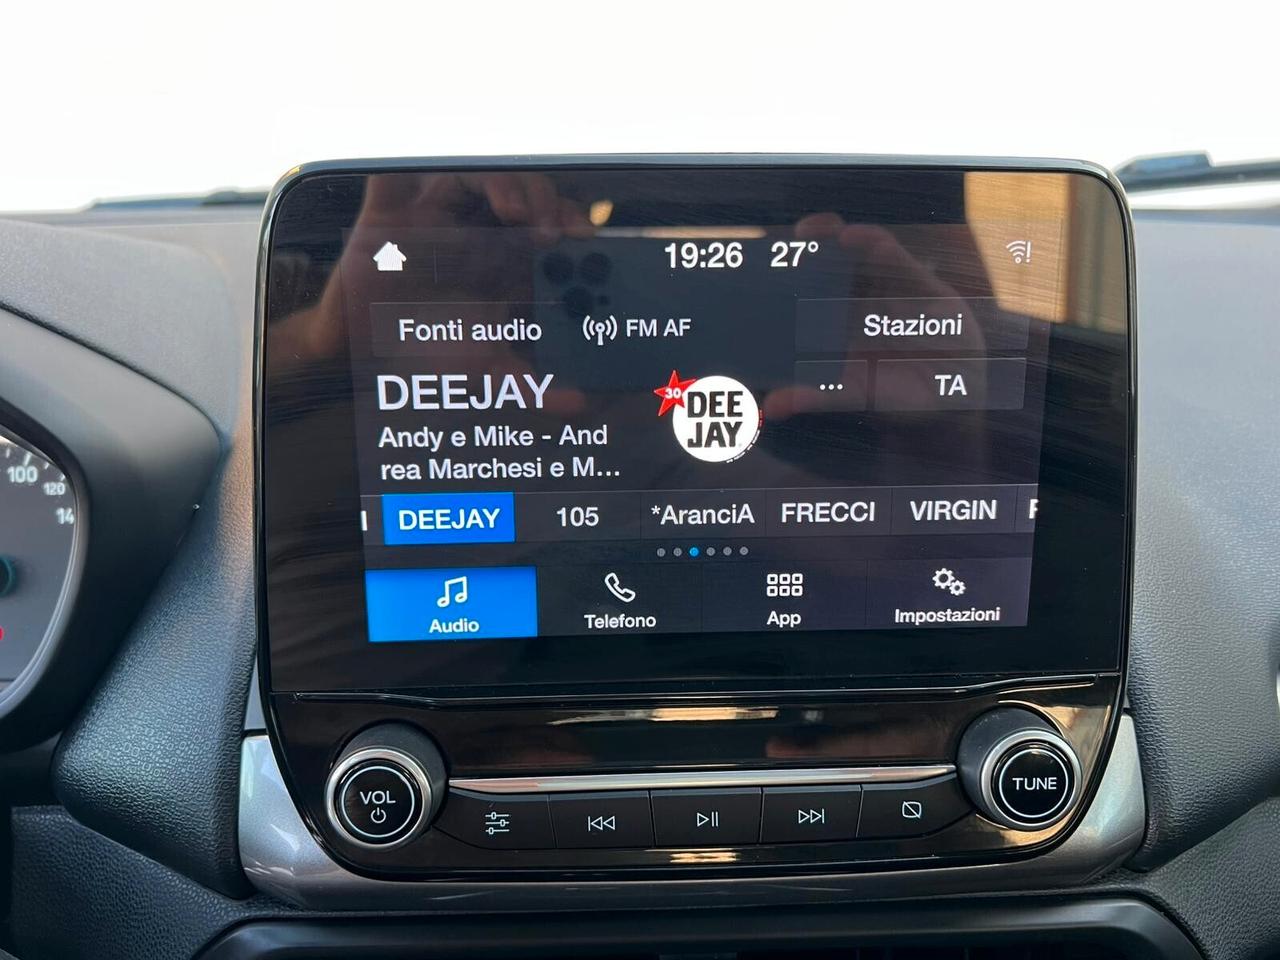 19:26 27°
Fonti audio FM AF Stazioni
DEEJAY
... TA
30 DEE
JAY
Andy e Mike - And
rea Marchesi e M...
DEEJAY 105 *AranciA FRECCI VIRGIN
Audio Telefono App Impostazioni
VOL
TUNE
100
120
14